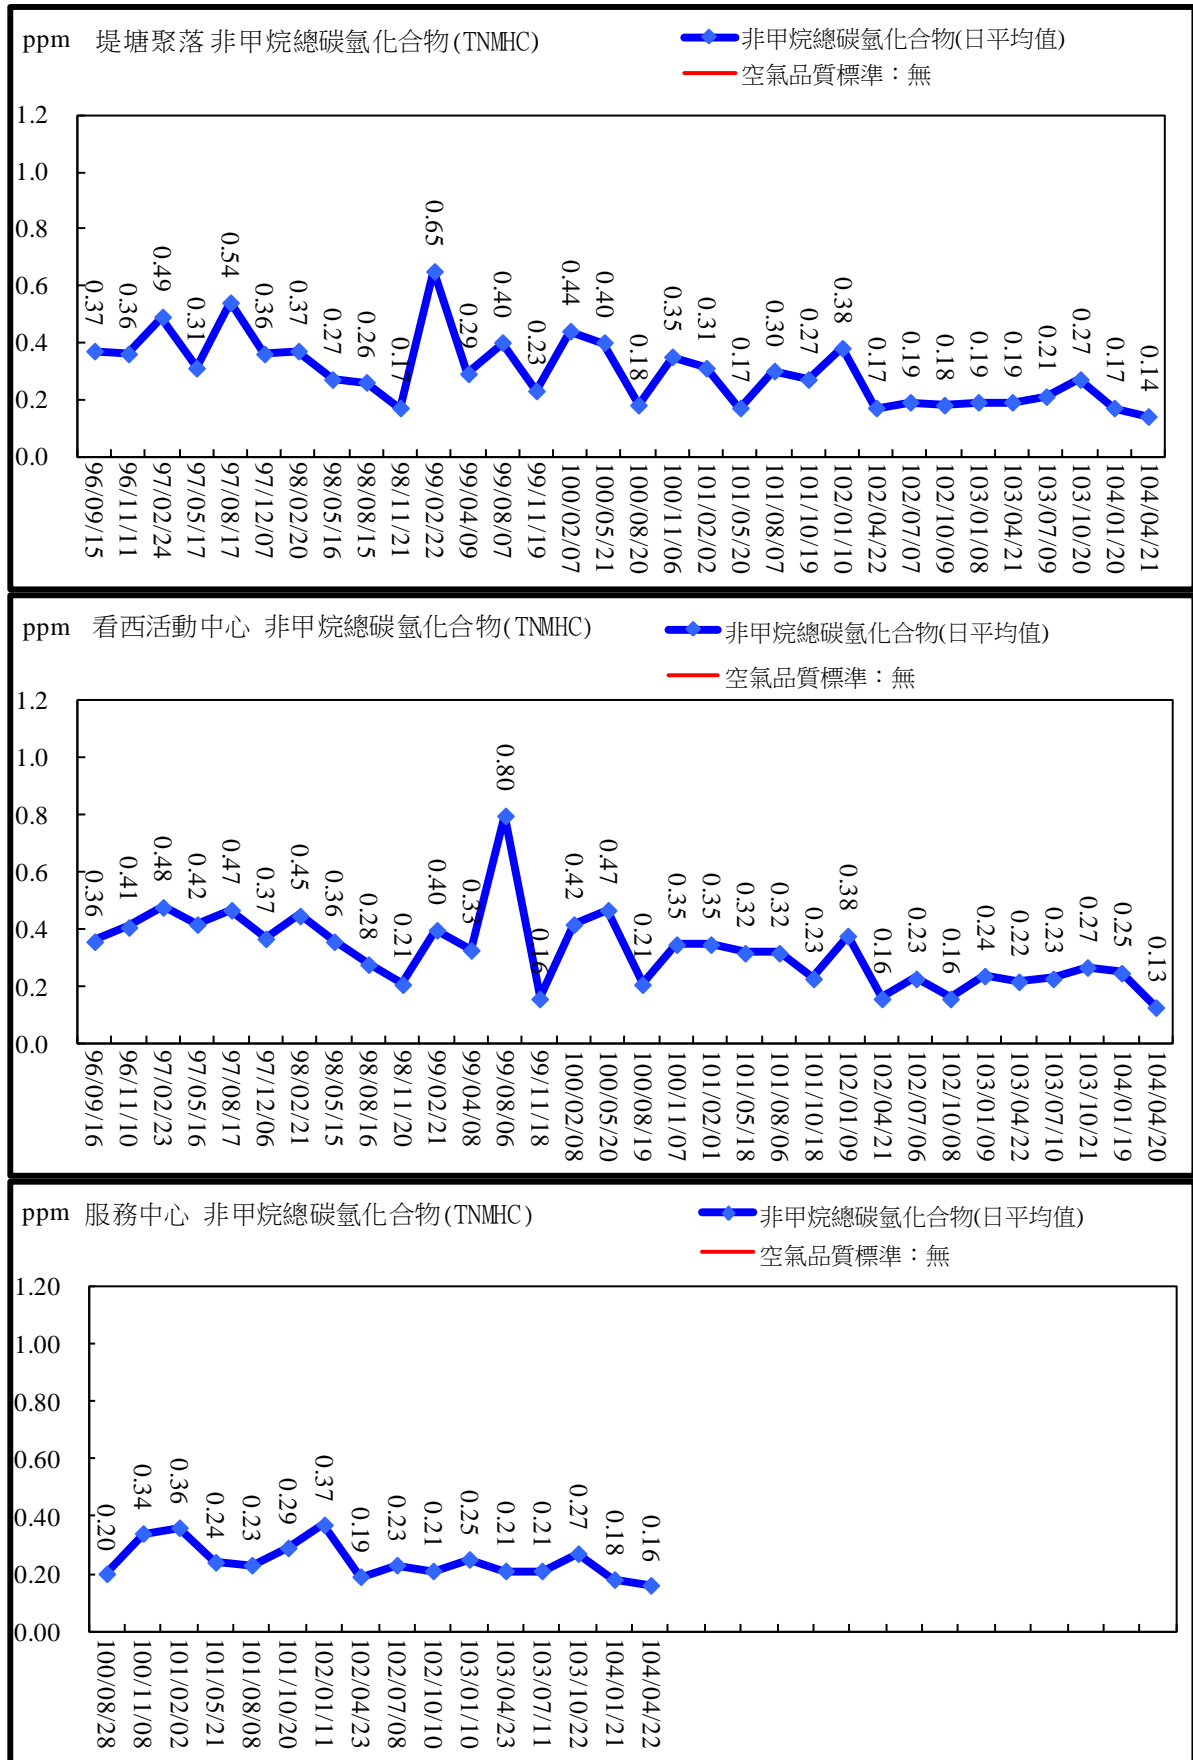 ppm 堤塘聚落 非甲烷總碳氫化合物(TNMHC)
非甲烷總碳氫化合物(日平均值)
空氣品質標準：無
1.2
1.0
0.8
0.6
0.4
0.2
0.0
0.37 0.36 0.49 0.31 0.54 0.36 0.37 0.27 0.26 0.17 0.65 0.29 0.40 0.23 0.44 0.40 0.18 0.35 0.31 0.17 0.30 0.27 0.38 0.17 0.19 0.18 0.19 0.19 0.21 0.27 0.17 0.14
96/09/15 96/11/11 97/02/24 97/05/17 97/08/17 97/12/07 98/02/20 98/05/16 98/08/15 98/11/21 99/02/22 99/04/09 99/08/07 99/11/19 100/02/07 100/05/21 100/08/20 100/11/06 101/02/02 101/05/20 101/08/07 101/10/19 102/01/10 102/04/22 102/07/07 102/10/09 103/01/08 103/04/21 103/07/09 103/10/20 104/01/20 104/04/21
ppm 看西活動中心 非甲烷總碳氫化合物(TNMHC)
非甲烷總碳氫化合物(日平均值)
空氣品質標準：無
1.2
1.0
0.8
0.6
0.4
0.2
0.0
0.36 0.41 0.48 0.42 0.47 0.37 0.45 0.36 0.28 0.21 0.40 0.33 0.80 0.16 0.42 0.47 0.21 0.35 0.35 0.32 0.32 0.23 0.38 0.16 0.23 0.16 0.24 0.22 0.23 0.27 0.25 0.13
96/09/16 96/11/10 97/02/23 97/05/16 97/08/17 97/12/06 98/02/21 98/05/15 98/08/16 98/11/20 99/02/21 99/04/08 99/08/06 99/11/18 100/02/08 100/05/20 100/08/19 100/11/07 101/02/01 101/05/18 101/08/06 101/10/18 102/01/09 102/04/21 102/07/06 102/10/08 103/01/09 103/04/22 103/07/10 103/10/21 104/01/19 104/04/20
ppm 服務中心 非甲烷總碳氫化合物(TNMHC)
非甲烷總碳氫化合物(日平均值)
空氣品質標準：無
1.20
1.00
0.80
0.60
0.40
0.20
0.00
0.20 0.34 0.36 0.24 0.23 0.29 0.37 0.19 0.23 0.21 0.25 0.21 0.21 0.27 0.18 0.16
100/08/28 100/11/08 101/02/02 101/05/21 101/08/08 101/10/20 102/01/11 102/04/23 102/07/08 102/10/10 103/01/10 103/04/23 103/07/11 103/10/22 104/01/21 104/04/22